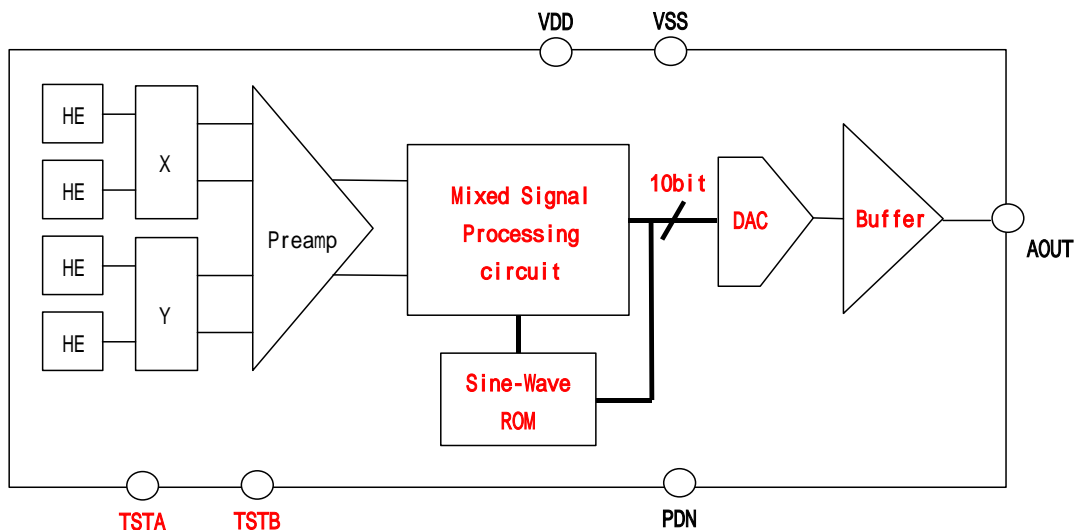 VDD
VSS
HE
HE
HE
HE
X
Y
Preamp
Mixed Signal
Processing
circuit
10bit
DAC
Buffer
AOUT
Sine-Wave
ROM
TSTA
TSTB
PDN